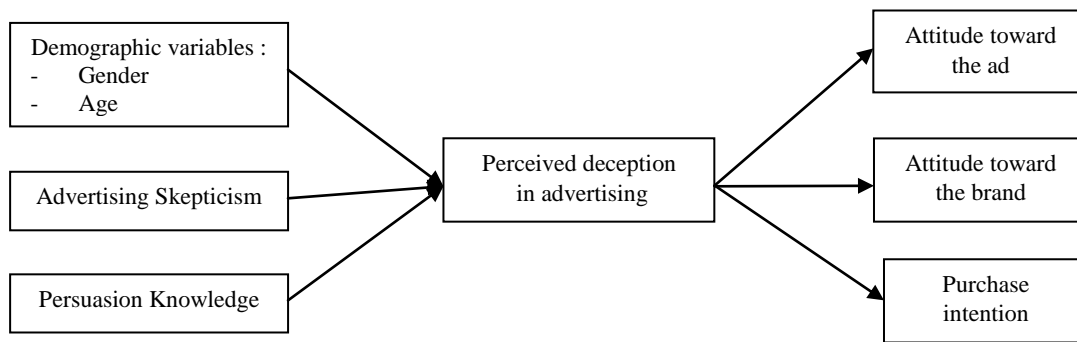 Demographic variables :
- Gender
- Age
Advertising Skepticism
Persuasion Knowledge
Perceived deception
in advertising
Attitude toward
the ad
Attitude toward
the brand
Purchase
intention